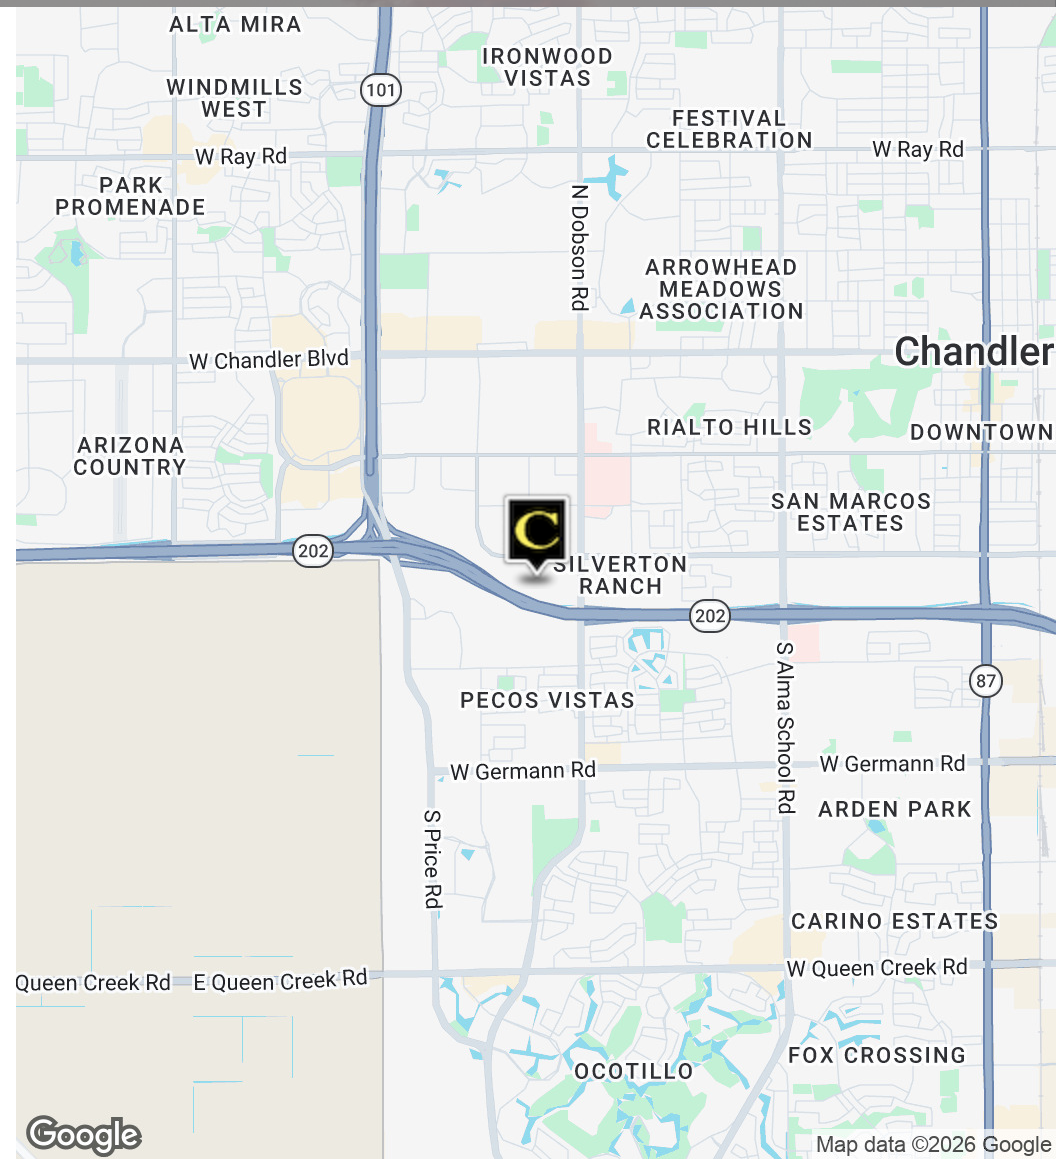 ALTA MIRA
IRONWOOD
VISTAS
101
WINDMILLS
WEST
FESTIVAL
CELEBRATION
W Ray Rd
W Ray Rd
PARK
PROMENADE
N Dobson Rd
ARROWHEAD
MEADOWS
ASSOCIATION
W Chandler Blvd
Chandler
RIALTO HILLS
DOWNTOWN
ARIZONA
COUNTRY
SAN MARCOS
ESTATES
C
202
SILVERTON
RANCH
202
S Alma School Rd
87
PECOS VISTAS
W Germann Rd
W Germann Rd
S Price Rd
ARDEN PARK
CARINO ESTATES
Queen Creek Rd
E Queen Creek Rd
W Queen Creek Rd
FOX CROSSING
OCOTILLO
Google
Map data ©2026 Google